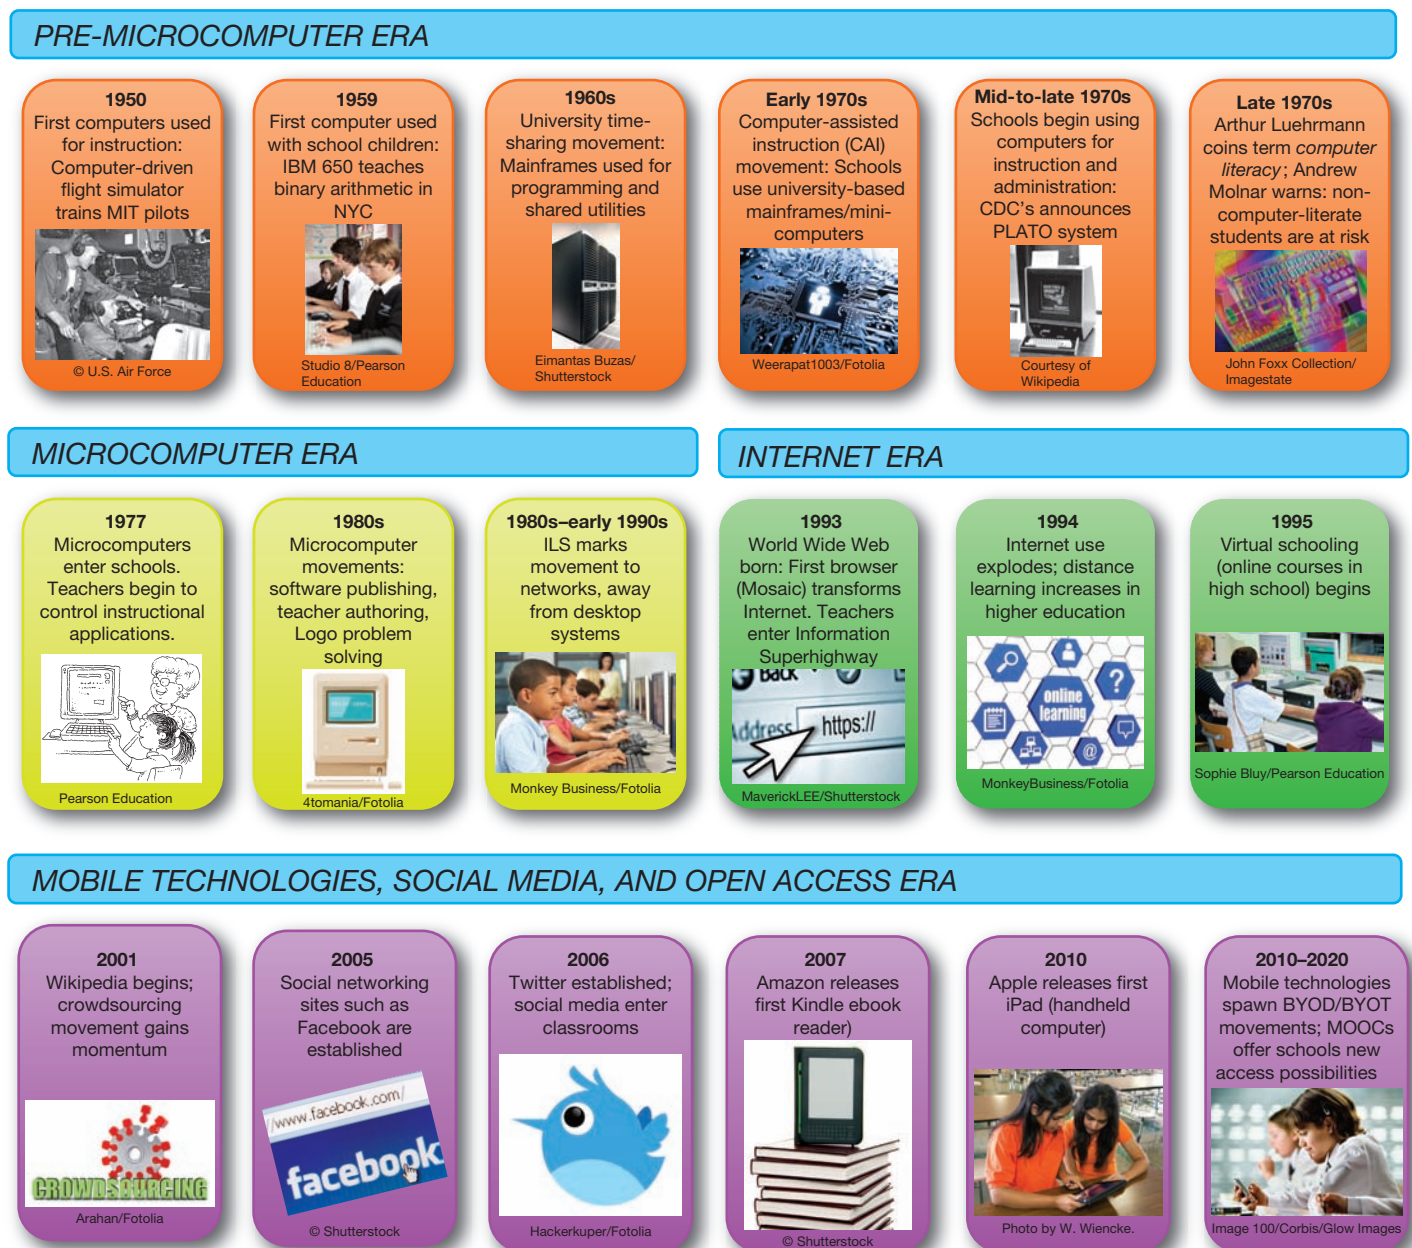 PRE-MICROCOMPUTER ERA
1950
First computers used
for instruction:
Computer-driven
flight simulator
trains MIT pilots
© U.S. Air Force
1959
First computer used
with school children:
IBM 650 teaches
binary arithmetic in
NYC
Studio 8/Pearson
Education
1960s
University time-
sharing movement:
Mainframes used for
programming and
shared utilities
Eimantas Buzas/
Shutterstock
Early 1970s
Computer-assisted
instruction (CAI)
movement: Schools
use university-based
mainframes/mini-
computers
Weerapat1003/Fotolia
Mid-to-late 1970s
Schools begin using
computers for
instruction and
administration:
CDC's announces
PLATO system
Courtesy of
Wikipedia
Late 1970s
Arthur Luehrmann
coins term computer
literacy; Andrew
Molnar warns: non-
computer-literate
students are at risk
John Foxx Collection/
Imagestate
MICROCOMPUTER ERA
1977
Microcomputers
enter schools.
Teachers begin to
control instructional
applications.
Pearson Education
1980s
Microcomputer
movements:
software publishing,
teacher authoring,
Logo problem
solving
4tomania/Fotolia
1980s–early 1990s
ILS marks
movement to
networks, away
from desktop
systems
Monkey Business/Fotolia
INTERNET ERA
1993
World Wide Web
born: First browser
(Mosaic) transforms
Internet. Teachers
enter Information
Superhighway
Back
Address https://
MaverickLEE/Shutterstock
1994
Internet use
explodes; distance
learning increases in
higher education
?
online
learning
@
MonkeyBusiness/Fotolia
1995
Virtual schooling
(online courses in
high school) begins
Sophie Bluy/Pearson Education
MOBILE TECHNOLOGIES, SOCIAL MEDIA, AND OPEN ACCESS ERA
2001
Wikipedia begins;
crowdsourcing
movement gains
momentum
CROWDSOURCING
Arahan/Fotolia
2005
Social networking
sites such as
Facebook are
established
//www.facebook.com/
facebook
© Shutterstock
2006
Twitter established;
social media enter
classrooms
Hackerkuper/Fotolia
2007
Amazon releases
first Kindle ebook
reader)
© Shutterstock
2010
Apple releases first
iPad (handheld
computer)
Photo by W. Wiencke.
2010–2020
Mobile technologies
spawn BYOD/BYOT
movements; MOOCs
offer schools new
access possibilities
Image 100/Corbis/Glow Images